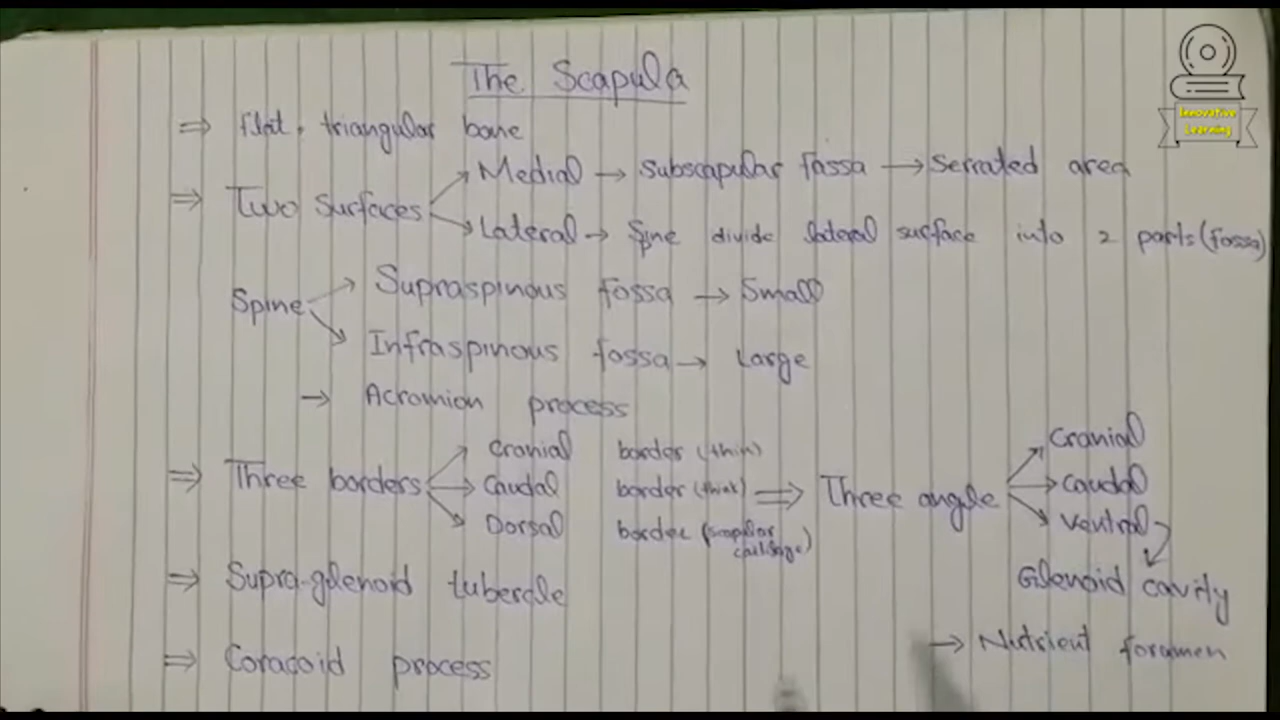 The Scapula
Innovative
Learning
⇒ flat, triangular bone
⇒ Two surfaces
Medial → Subscapular fossa → Serrated area
Lateral → Spine divide lateral surface into 2 parts (fossa)
Spine
Supraspinous fossa → Small
Infraspinous fossa → Large
→ Acromion process
⇒ Three borders
Cranial border (thin)
Caudal border (thick)
Dorsal border (scapular
cartilage)
⇒ Three angle
Cranial
Caudal
Ventral
Glenoid cavity
⇒ Supra-glenoid tubercle
⇒ Coracoid process
→ Nutrient foramen